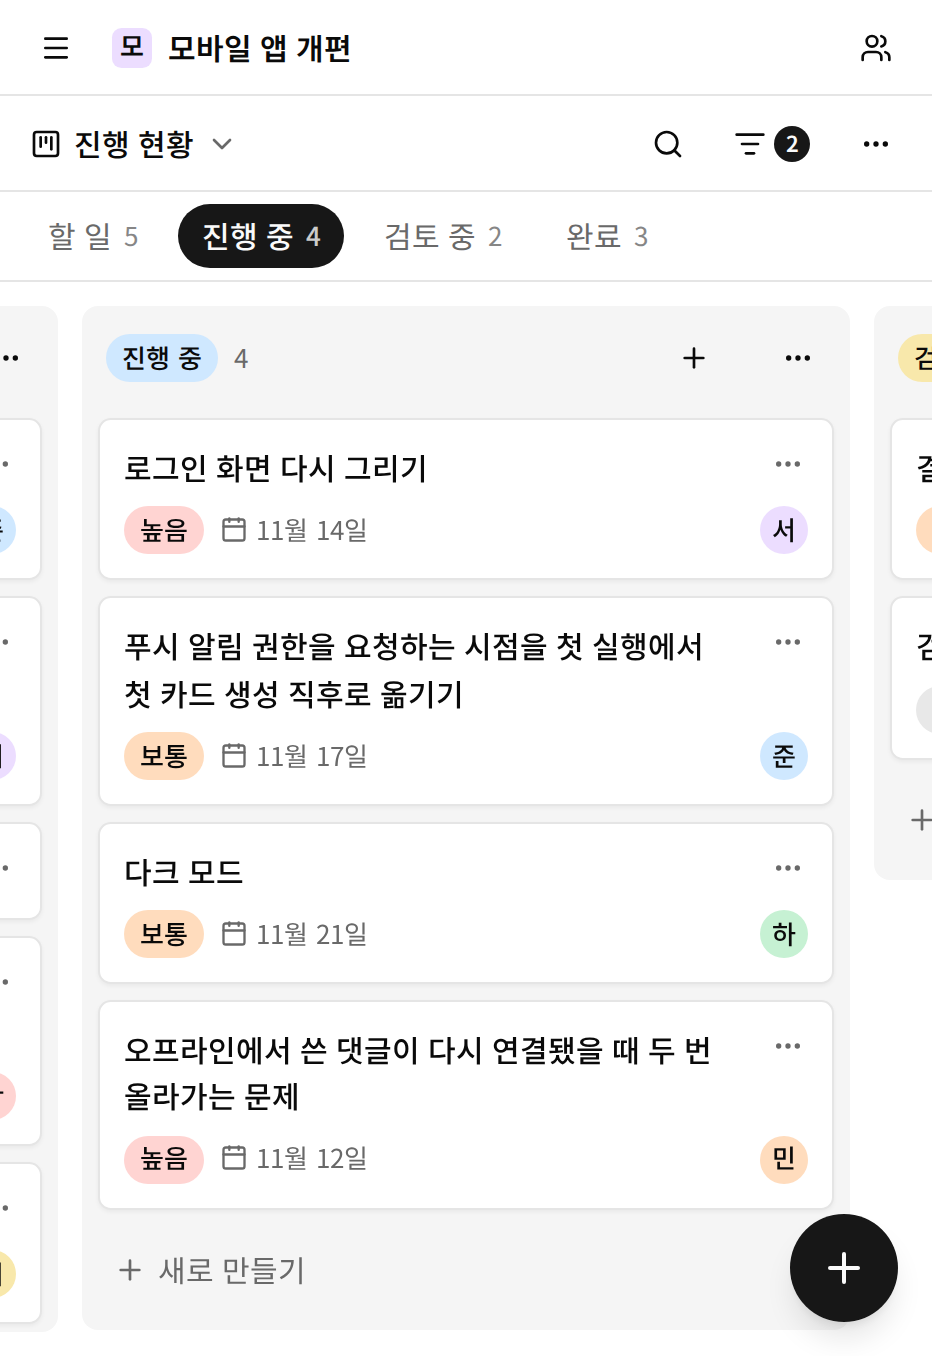 모 모바일 앱 개편
진행 현황 2
할 일 5 진행 중 4 검토 중 2 완료 3
진행 중 4
로그인 화면 다시 그리기
높음 11월 14일 서
푸시 알림 권한을 요청하는 시점을 첫 실행에서
첫 카드 생성 직후로 옮기기
보통 11월 17일 준
다크 모드
보통 11월 21일 하
오프라인에서 쓴 댓글이 다시 연결됐을 때 두 번
올라가는 문제
높음 11월 12일 민
새로 만들기